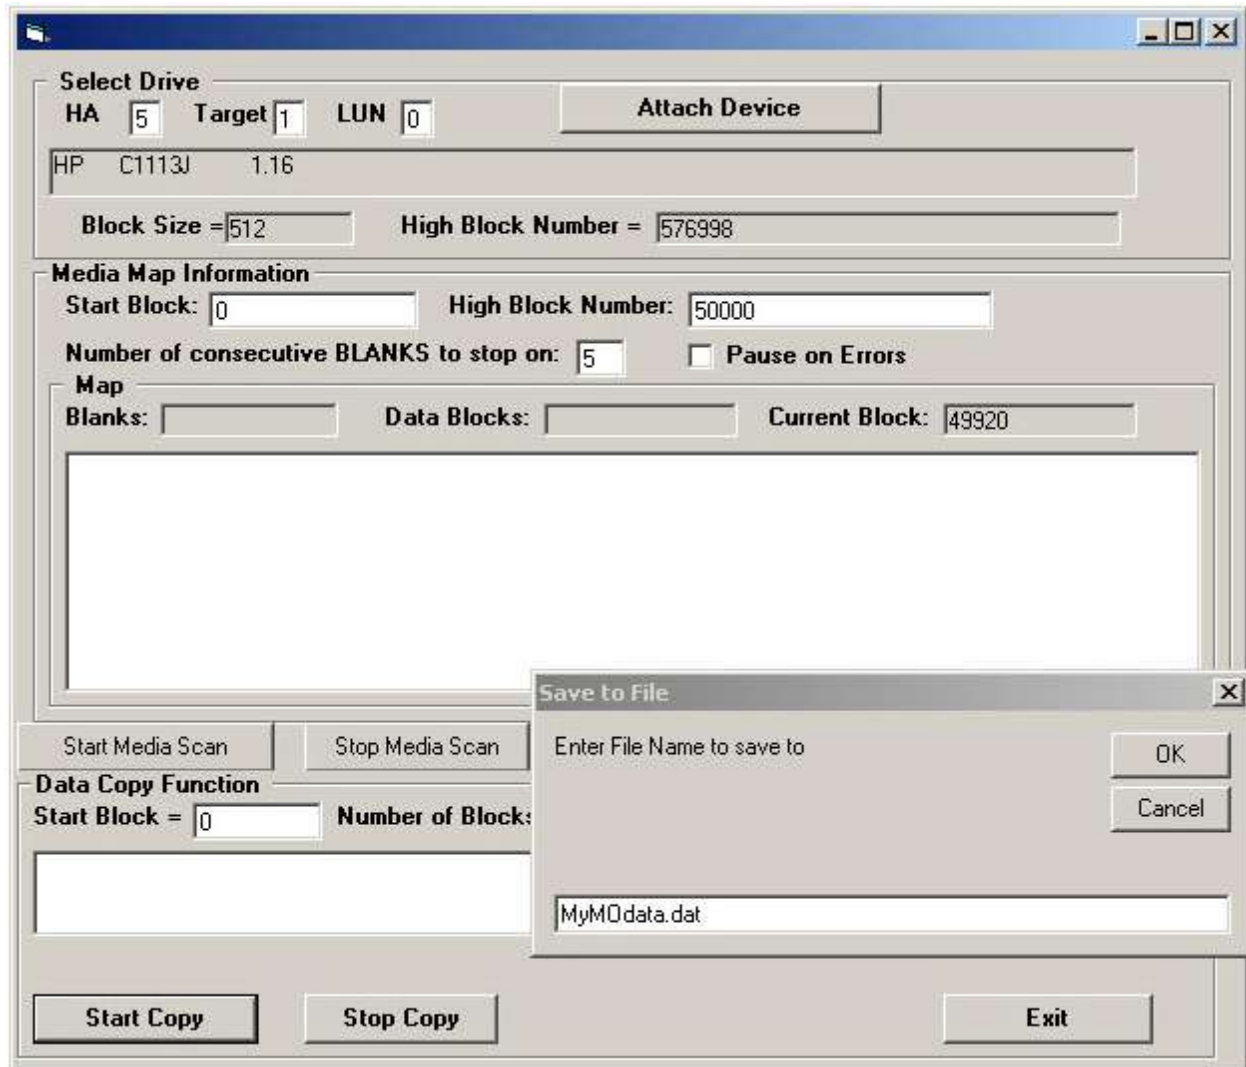 Select Drive
HA 5 Target 1 LUN 0 Attach Device
HP C1113J 1.16
Block Size = 512 High Block Number = 576998
Media Map Information
Start Block: 0 High Block Number: 50000
Number of consecutive BLANKS to stop on: 5 Pause on Errors
Map
Blanks: Data Blocks: Current Block: 49920
Save to File
Start Media Scan Stop Media Scan Enter File Name to save to OK
Data Copy Function
Cancel
Start Block = 0 Number of Blocks
MyMOdata.dat
Start Copy Stop Copy Exit